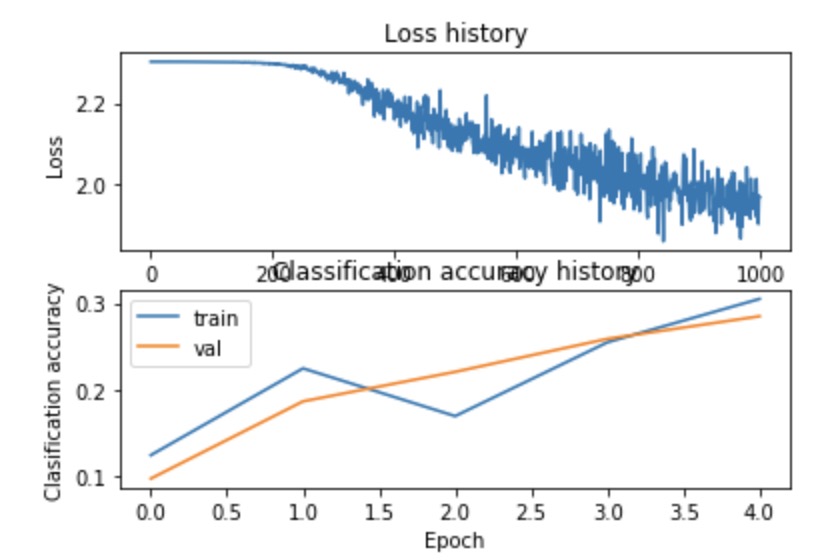 Loss history
Loss
2.2
2.0
0 200 400 600 800 1000
Classification accuracy history
Clasification accuracy
0.3
0.2
0.1
train
val
0.0 0.5 1.0 1.5 2.0 2.5 3.0 3.5 4.0
Epoch